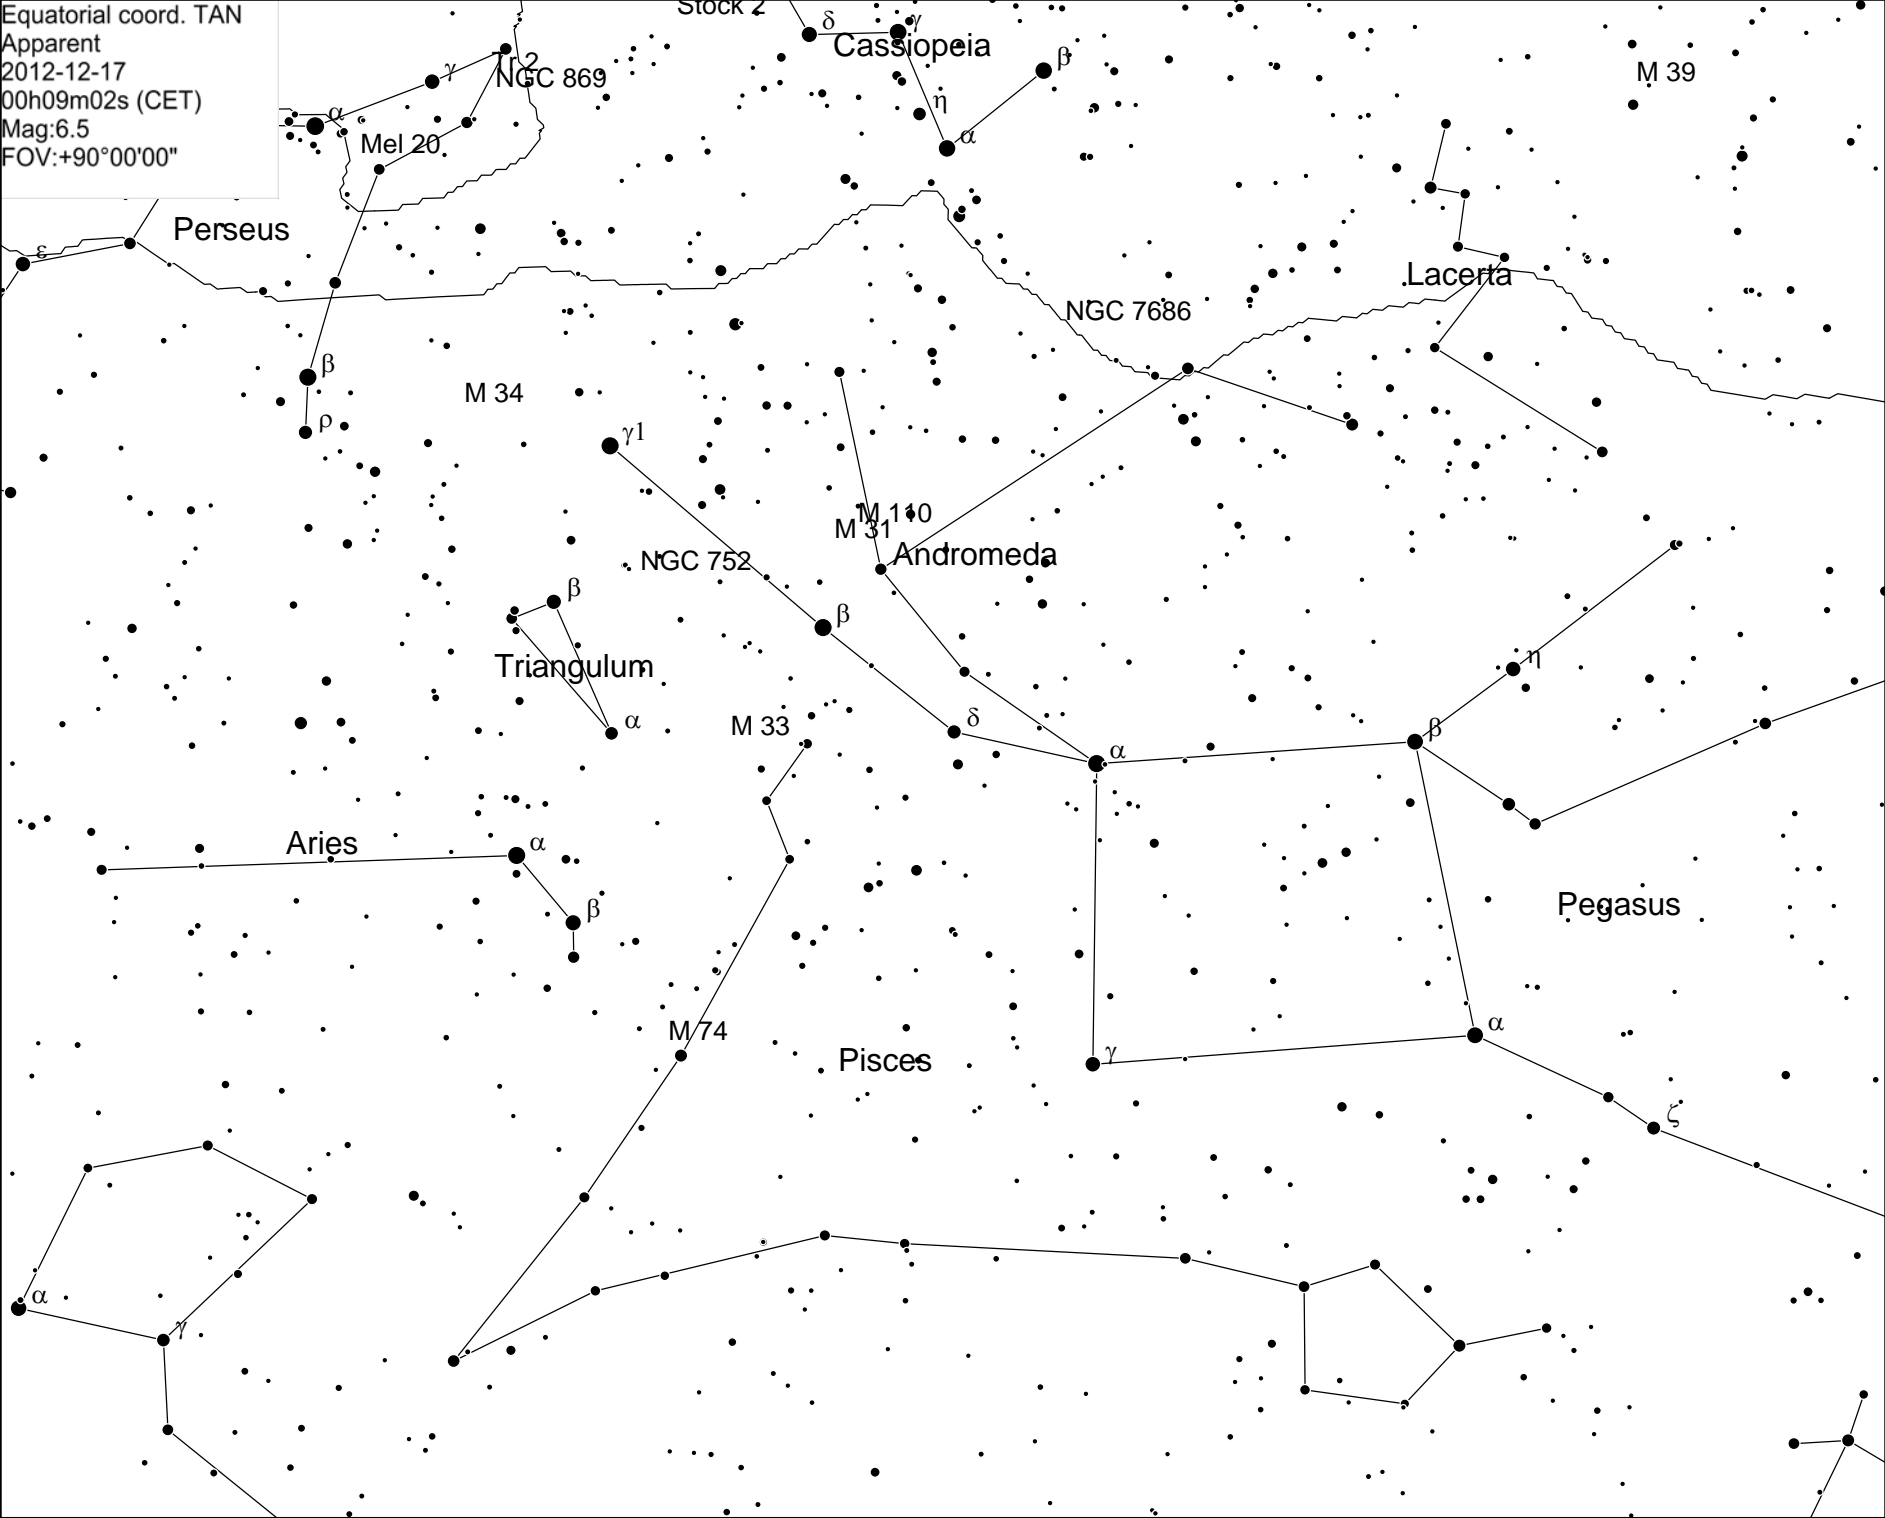 Equatorial coord. TAN
Apparent
2012-12-17
00h09m02s (CET)
Mag:6.5
FOV:+90°00'00"
Stock 2
δ
γ
Cassiopeia
β
η
α
M 39
γ
Tr 2
NGC 869
α
Mel 20
Perseus
ε
Lacerta
NGC 7686
β
M 34
ρ
γ1
M 110
M 31
Andromeda
NGC 752
β
β
Triangulum
η
α
M 33
δ
α
β
Aries
α
β
Pegasus
α
M 74
Pisces
γ
ζ
α
γ